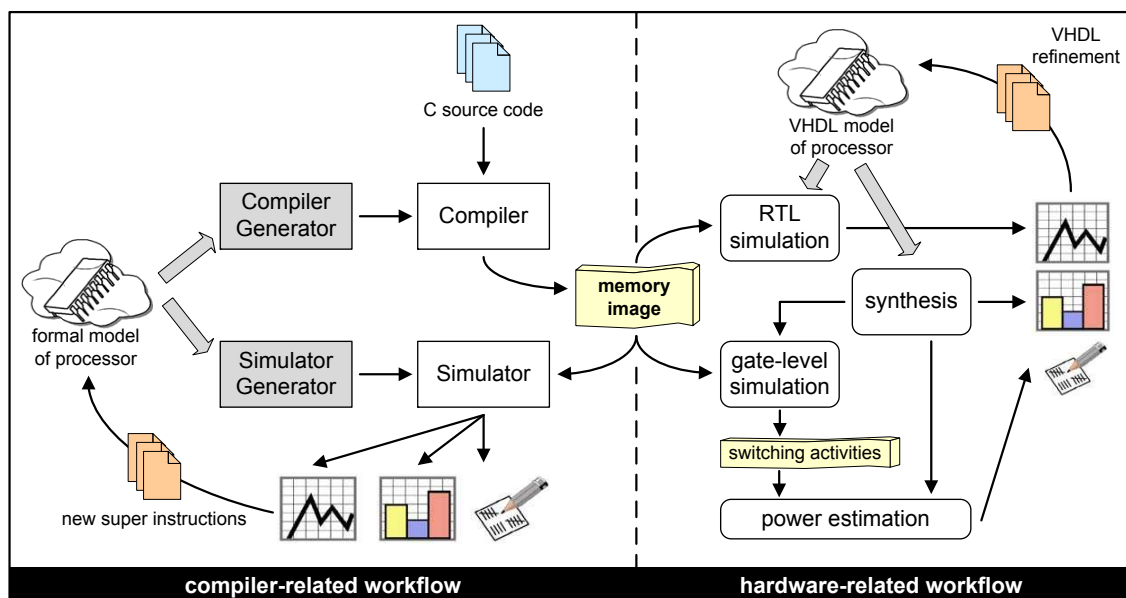 C source code
Compiler
Generator
Compiler
formal model
of processor
Simulator
Generator
Simulator
new super instructions
memory
image
VHDL
refinement
VHDL model
of processor
RTL
simulation
synthesis
gate-level
simulation
switching activities
power estimation
compiler-related workflow
hardware-related workflow